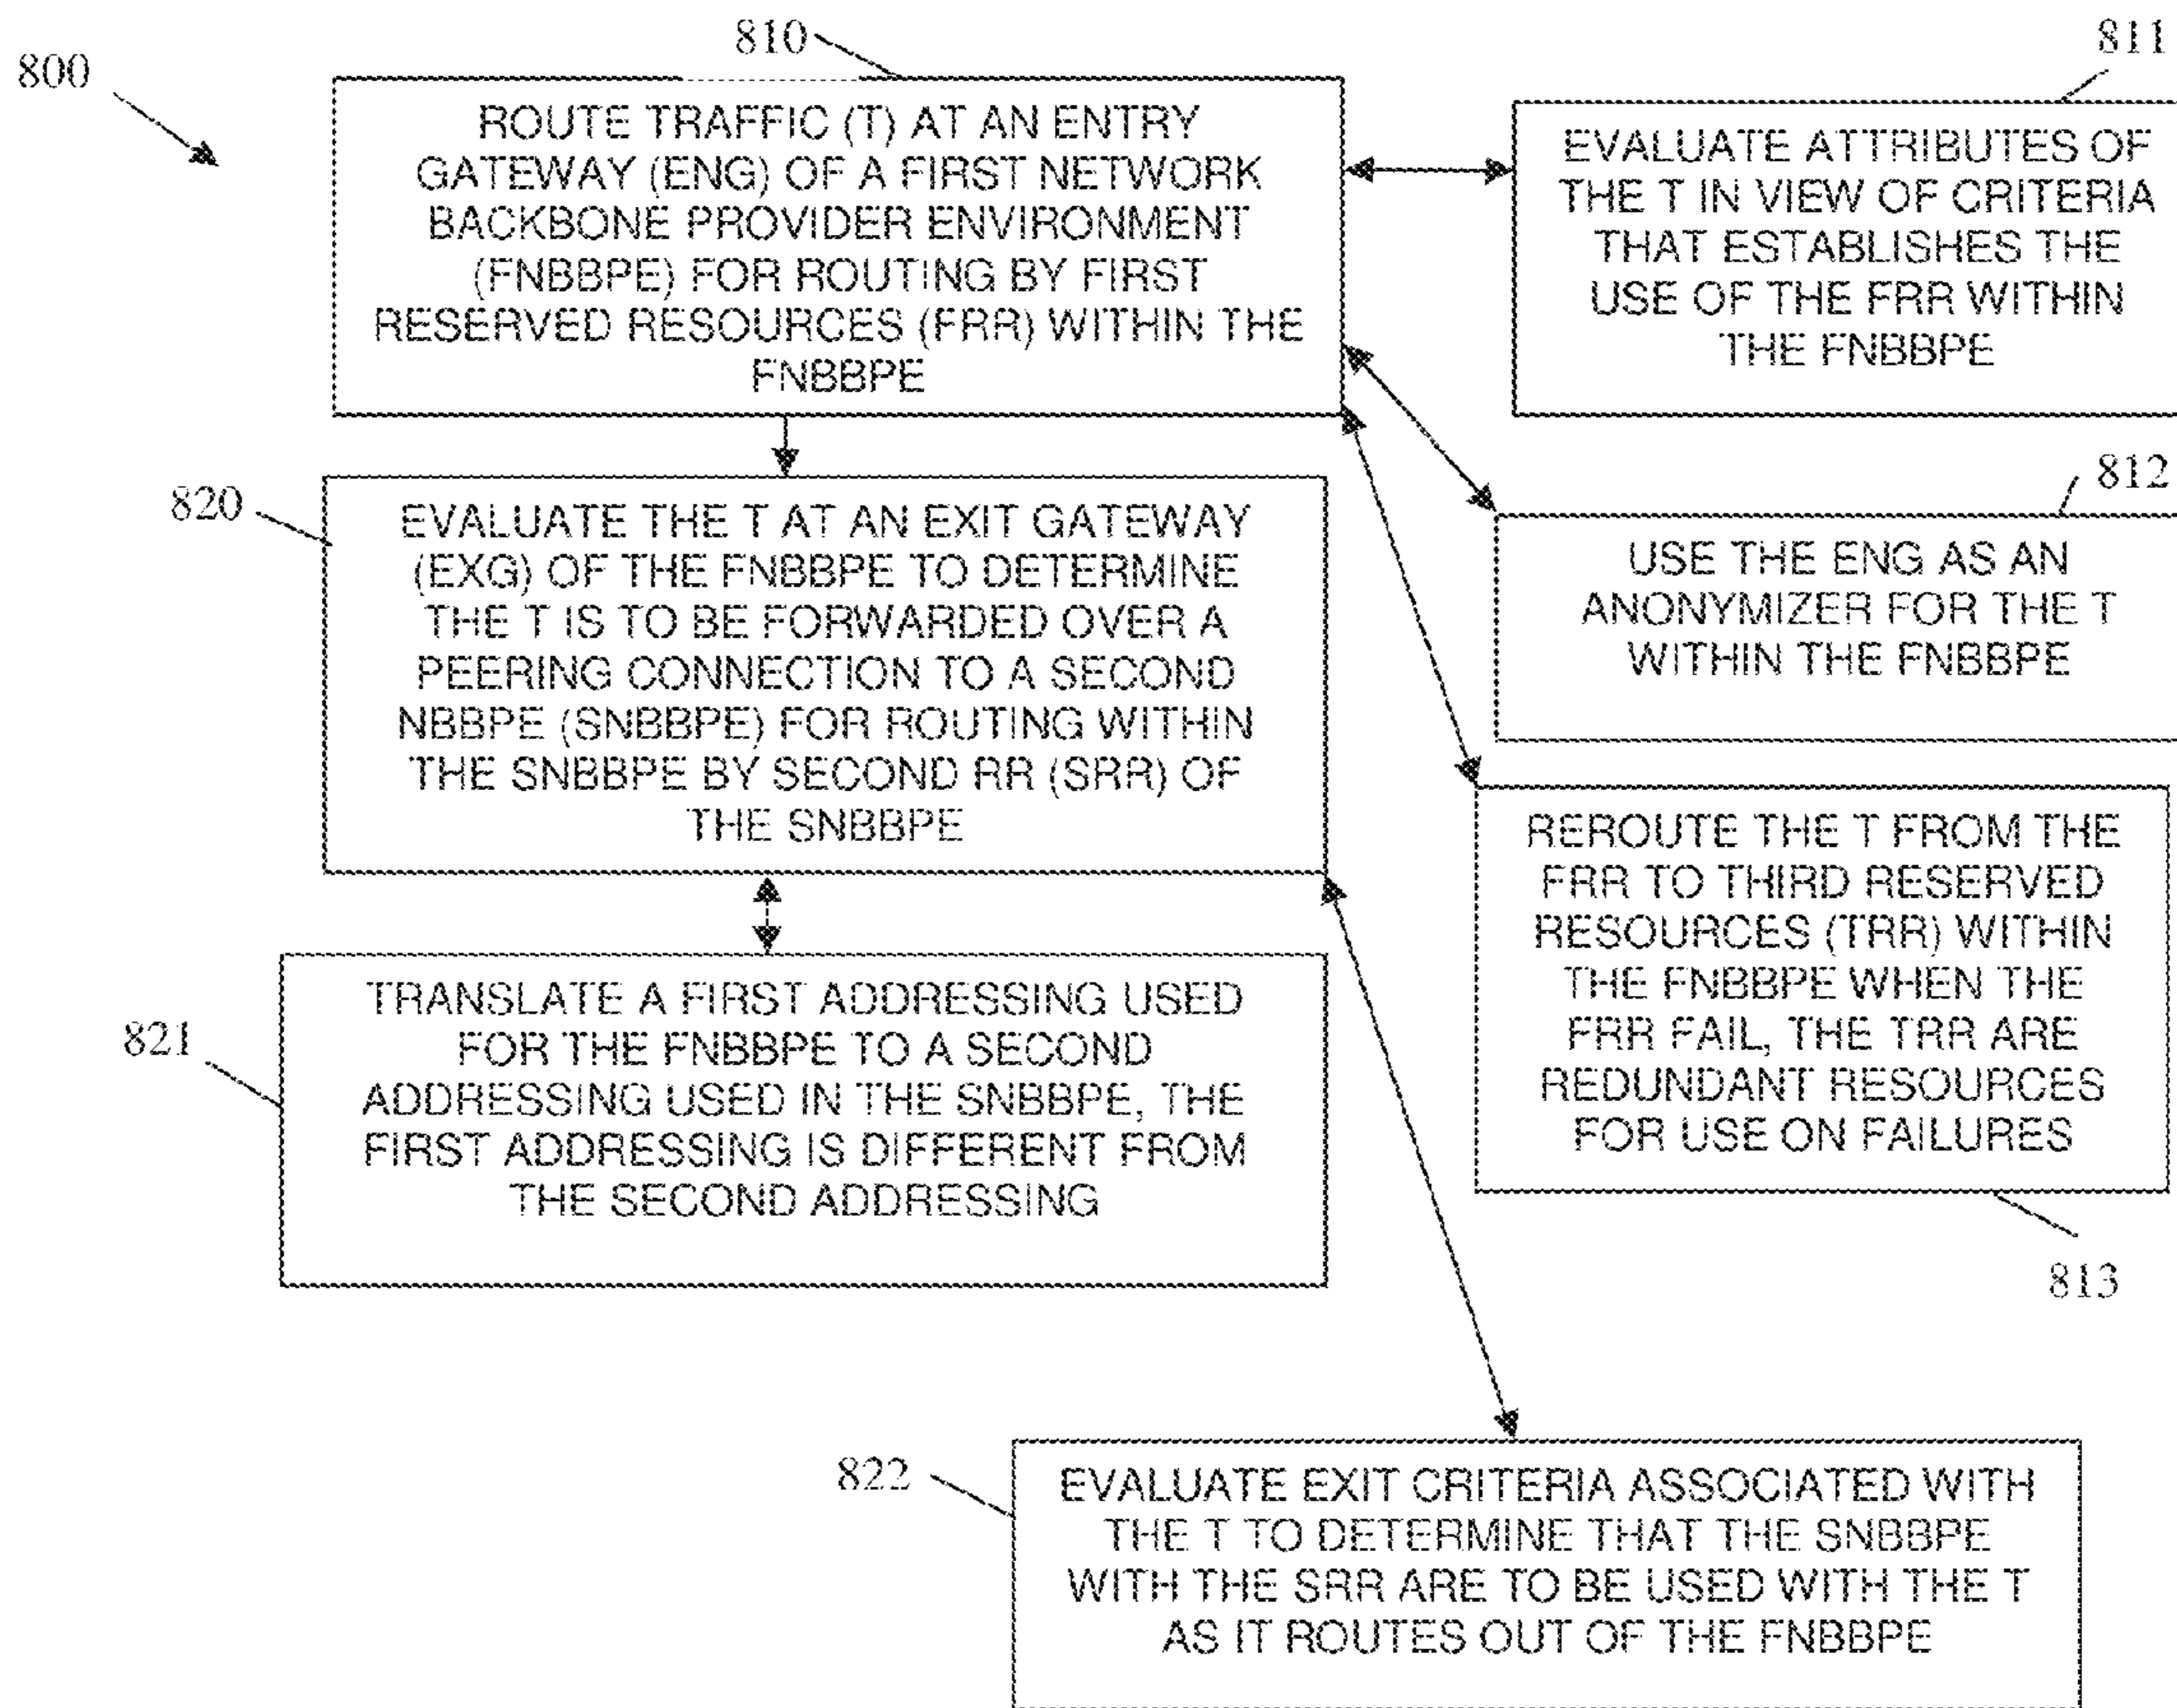 800
810
ROUTE TRAFFIC (T) AT AN ENTRY
GATEWAY (ENG) OF A FIRST NETWORK
BACKBONE PROVIDER ENVIRONMENT
(FNBBPE) FOR ROUTING BY FIRST
RESERVED RESOURCES (FRR) WITHIN THE
FNBBPE
811
EVALUATE ATTRIBUTES OF
THE T IN VIEW OF CRITERIA
THAT ESTABLISHES THE
USE OF THE FRR WITHIN
THE FNBBPE
820
EVALUATE THE T AT AN EXIT GATEWAY
(EXG) OF THE FNBBPE TO DETERMINE
THE T IS TO BE FORWARDED OVER A
PEERING CONNECTION TO A SECOND
NBBPE (SNBBPE) FOR ROUTING WITHIN
THE SNBBPE BY SECOND RR (SRR) OF
THE SNBBPE
812
USE THE ENG AS AN
ANONYMIZER FOR THE T
WITHIN THE FNBBPE
REROUTE THE T FROM THE
FRR TO THIRD RESERVED
RESOURCES (TRR) WITHIN
THE FNBBPE WHEN THE
FRR FAIL, THE TRR ARE
REDUNDANT RESOURCES
FOR USE ON FAILURES
813
821
TRANSLATE A FIRST ADDRESSING USED
FOR THE FNBBPE TO A SECOND
ADDRESSING USED IN THE SNBBPE, THE
FIRST ADDRESSING IS DIFFERENT FROM
THE SECOND ADDRESSING
822
EVALUATE EXIT CRITERIA ASSOCIATED WITH
THE T TO DETERMINE THAT THE SNBBPE
WITH THE SRR ARE TO BE USED WITH THE T
AS IT ROUTES OUT OF THE FNBBPE